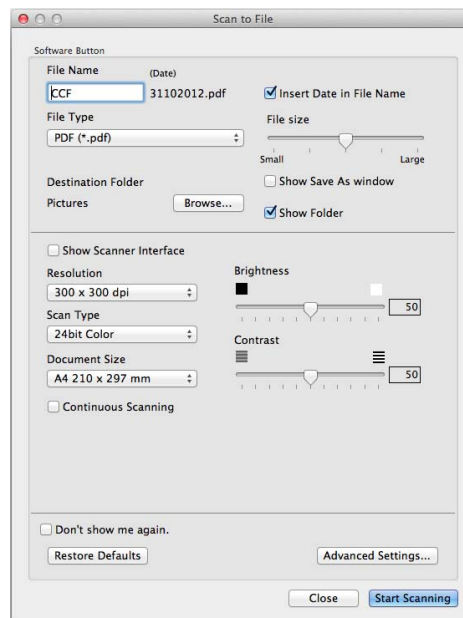 Scan to File
Software Button
File Name (Date)
CCF 31102012.pdf
Insert Date in File Name
File Type
PDF (*.pdf)
File size
Small Large
Destination Folder
Show Save As window
Pictures Browse...
Show Folder
Show Scanner Interface
Resolution
300 x 300 dpi
Scan Type
24bit Color
Document Size
A4 210 x 297 mm
Continuous Scanning
Brightness
50
Contrast
50
Don't show me again.
Restore Defaults Advanced Settings...
Close Start Scanning